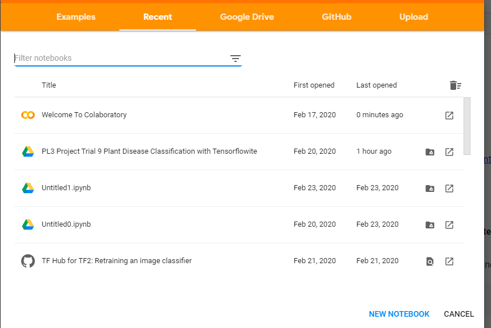 Examples Recent Google Drive GitHub Upload
Filter notebooks
Title First opened Last opened
Welcome To Colaboratory Feb 17, 2020 0 minutes ago
PL3 Project Trial 9 Plant Disease Classification with Tensorflowite Feb 20, 2020 1 hour ago
Untitled1.ipynb Feb 23, 2020 Feb 23, 2020
Untitled0.ipynb Feb 20, 2020 Feb 23, 2020
TF Hub for TF2: Retraining an image classifier Feb 21, 2020 Feb 21, 2020
NEW NOTEBOOK CANCEL